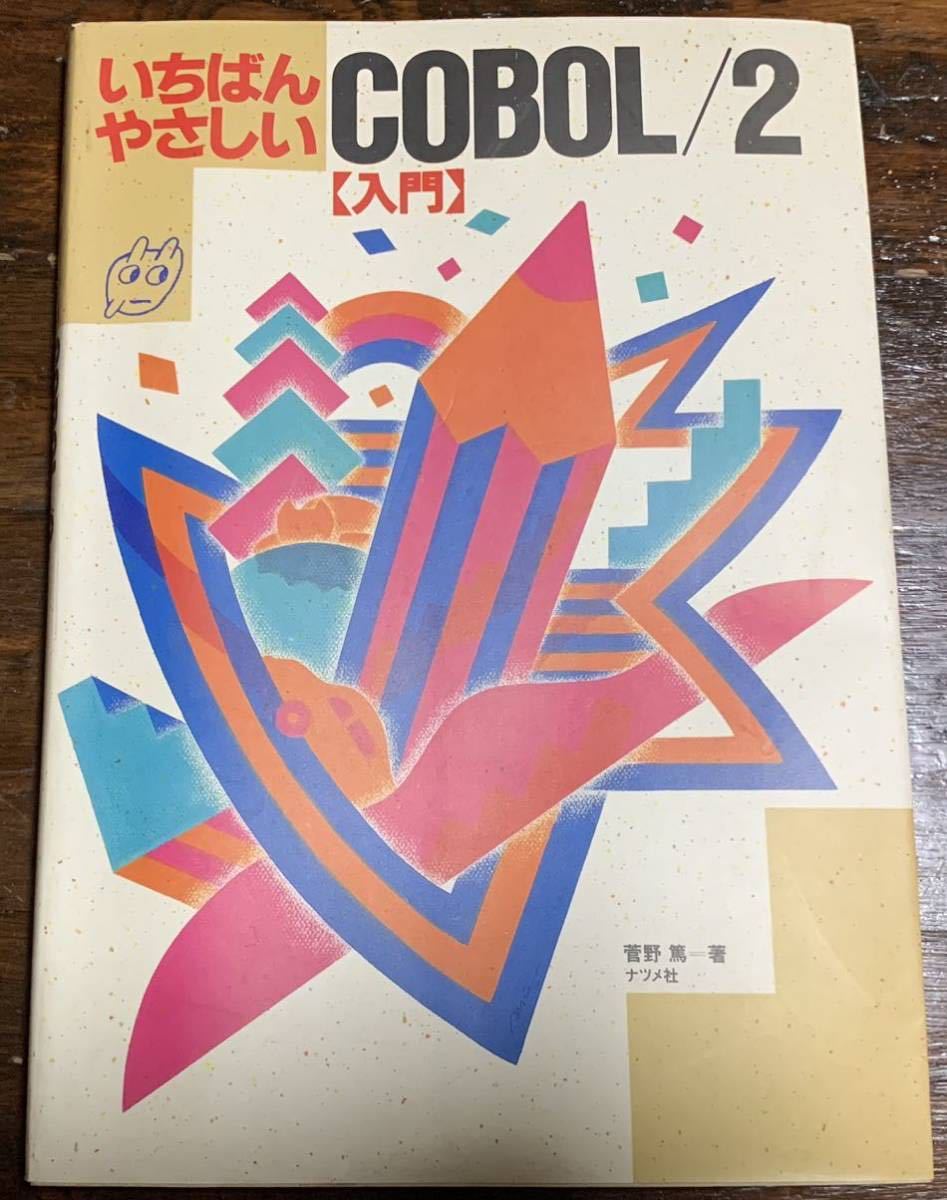 いちばん
やさしい
COBOL/2
【入門】
菅野 篤=著
ナツメ社